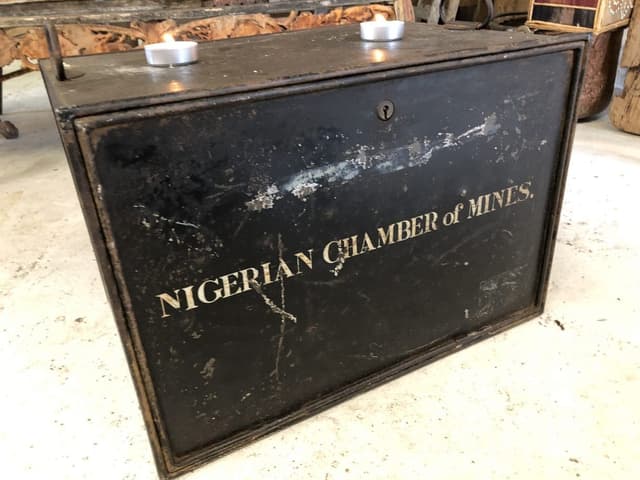 NIGERIAN CHAMBER of MINES.